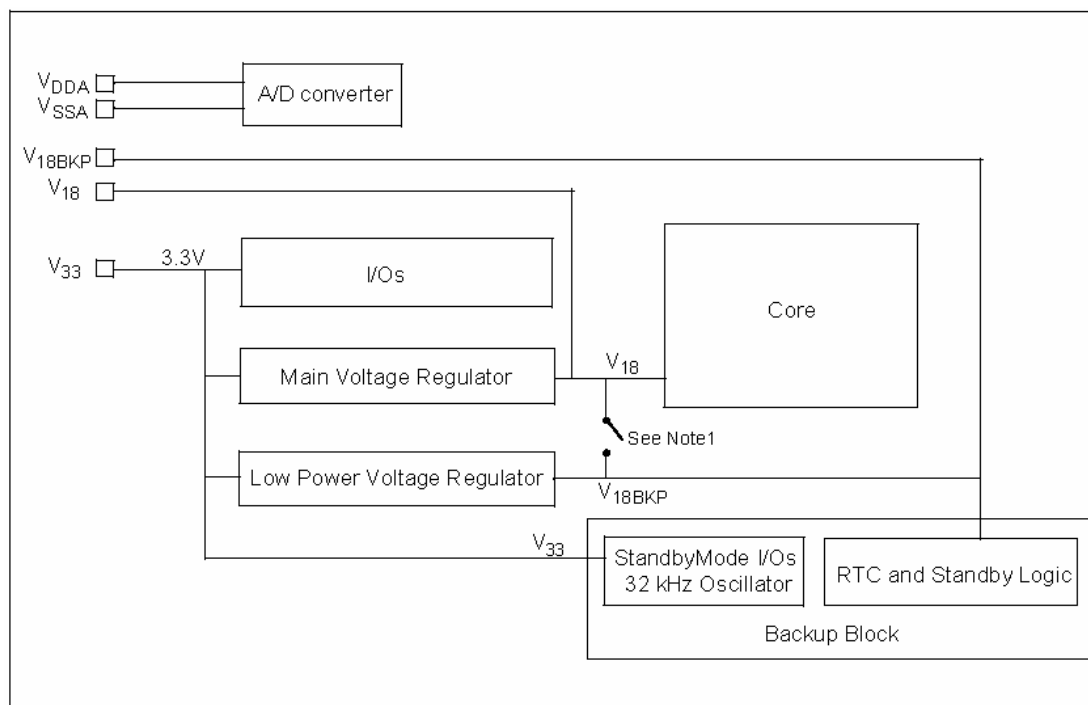 VDDA
VSSA
A/D converter
V18BKP
V18
V33
3.3V
I/Os
Core
Main Voltage Regulator
V18
See Note1
Low Power Voltage Regulator
V18BKP
V33
StandbyMode I/Os
32 kHz Oscillator
RTC and Standby Logic
Backup Block